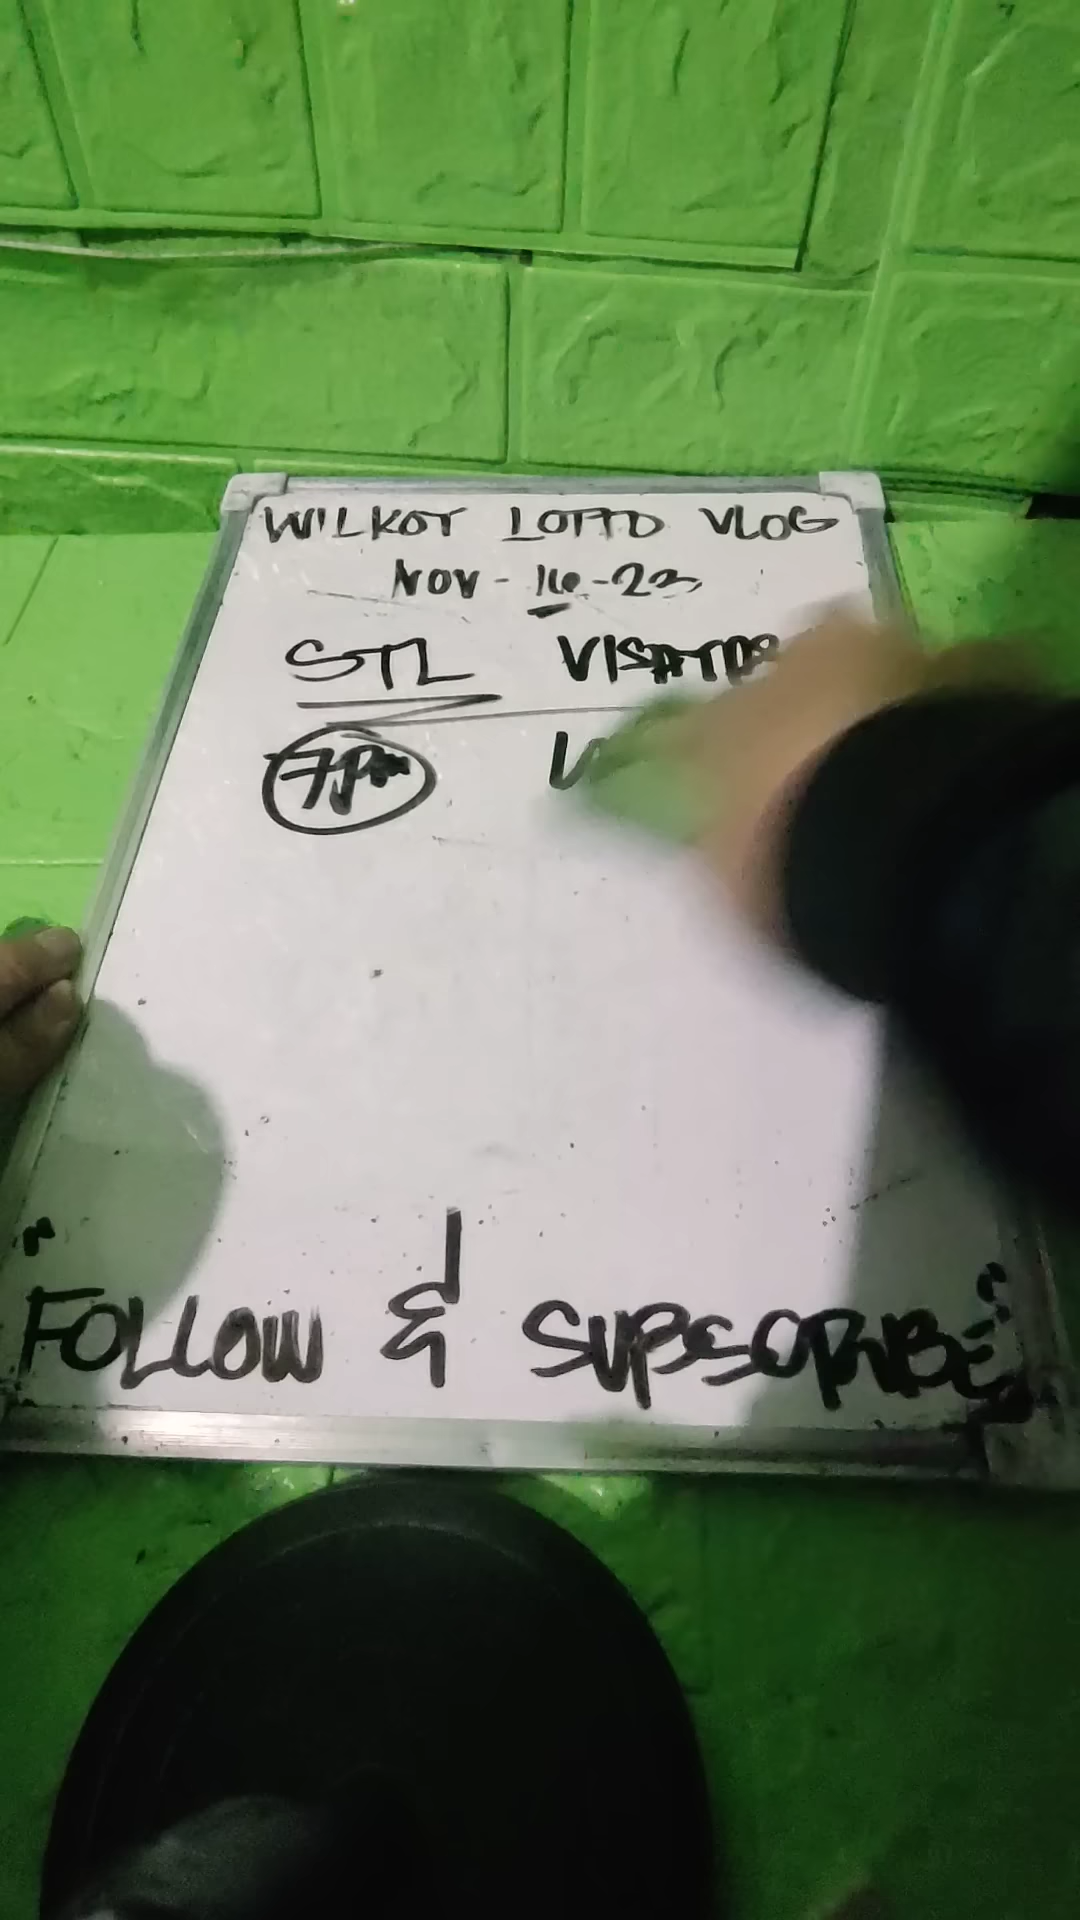 WILKOT LOTTO VLOG
NOV - 16 - 23
STL
7pm
"FOLLOW & SUBSCRIBE"